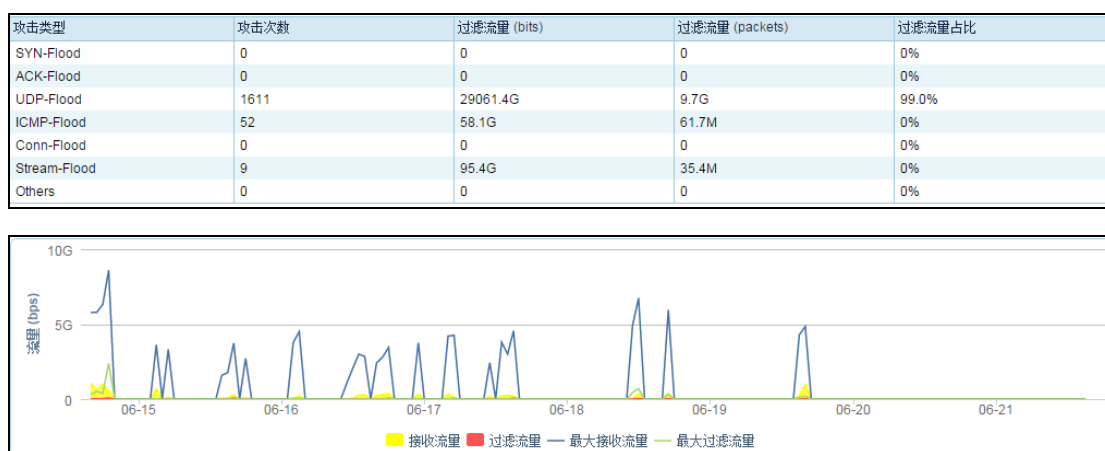 攻击类型 攻击次数 过滤流量 (bits) 过滤流量 (packets) 过滤流量占比
SYN-Flood 0 0 0 0%
ACK-Flood 0 0 0 0%
UDP-Flood 1611 29061.4G 9.7G 99.0%
ICMP-Flood 52 58.1G 61.7M 0%
Conn-Flood 0 0 0 0%
Stream-Flood 9 95.4G 35.4M 0%
Others 0 0 0 0%
10G
5G
0
流量 (bps)
06-15 06-16 06-17 06-18 06-19 06-20 06-21
接收流量 过滤流量 最大接收流量 最大过滤流量